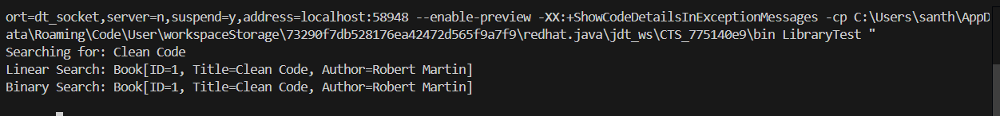 ort=dt_socket,server=n,suspend=y,address=localhost:58948 --enable-preview -XX:+ShowCodeDetailsInExceptionMessages -cp C:\Users\santh\AppD
ata\Roaming\Code\User\workspaceStorage\73290f7db528176ea42472d565f9a7f9\redhat.java\jdt_ws\CTS_775140e9\bin LibraryTest "
Searching for: Clean Code
Linear Search: Book[ID=1, Title=Clean Code, Author=Robert Martin]
Binary Search: Book[ID=1, Title=Clean Code, Author=Robert Martin]